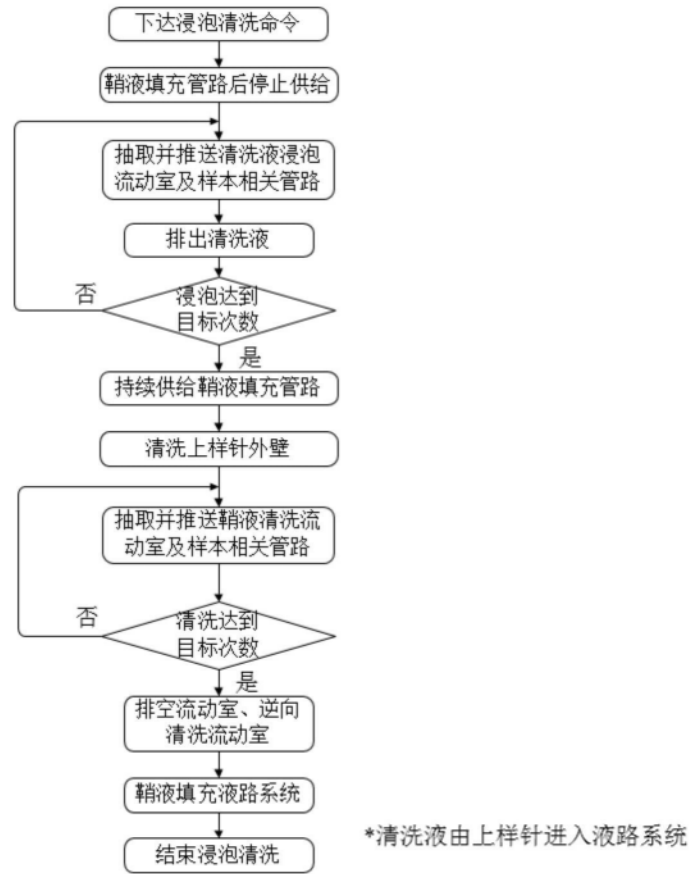 下达浸泡清洗命令
鞘液填充管路后停止供给
抽取并推送清洗液浸泡
流动室及样本相关管路
排出清洗液
否
浸泡达到
目标次数
是
持续供给鞘液填充管路
清洗上样针外壁
抽取并推送鞘液清洗流
动室及样本相关管路
否
清洗达到
目标次数
是
排空流动室、逆向
清洗流动室
鞘液填充液路系统
*清洗液由上样针进入液路系统
结束浸泡清洗